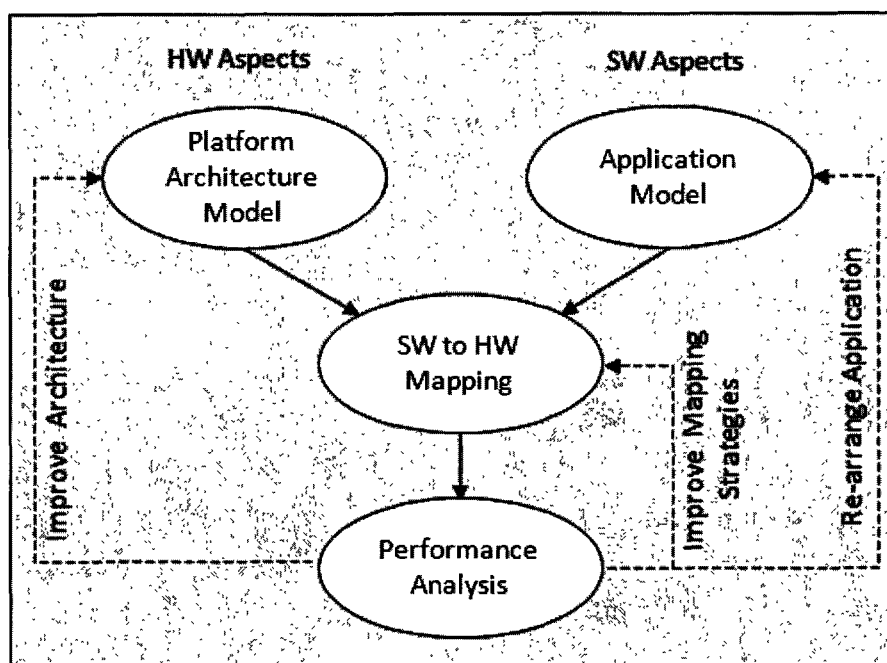 HW Aspects
SW Aspects
Platform
Architecture
Model
Application
Model
SW to HW
Mapping
Performance
Analysis
Improve Architecture
Improve Mapping
Strategies
Re-arrange Application